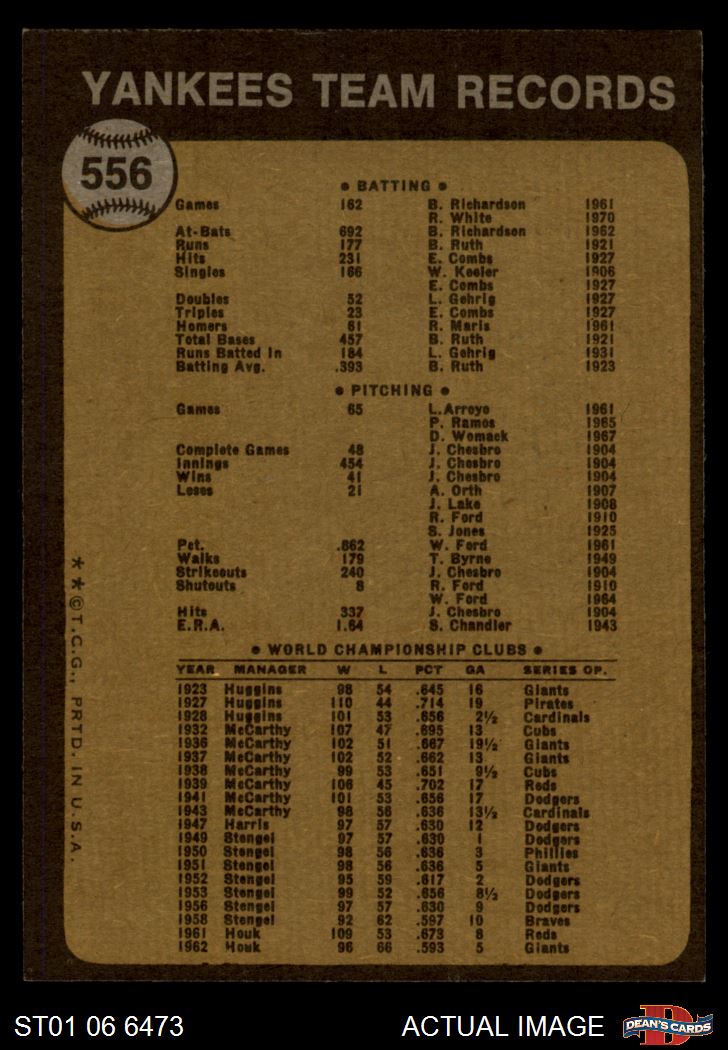 YANKEES TEAM RECORDS
556
• BATTING •
Games 162 B. Richardson 1961
R. White 1970
At-Bats 692 B. Richardson 1962
Runs 177 B. Ruth 1921
Hits 231 E. Combs 1927
Singles 166 W. Keeler 1906
E. Combs 1927
Doubles 52 L. Gehrig 1927
Triples 23 E. Combs 1927
Homers 61 R. Maris 1961
Total Bases 457 B. Ruth 1921
Runs Batted In 184 L. Gehrig 1931
Batting Avg. .393 B. Ruth 1923
• PITCHING •
Games 65 L. Arroyo 1961
P. Ramos 1965
D. Womack 1967
Complete Games 48 J. Chesbro 1904
Innings 454 J. Chesbro 1904
Wins 41 J. Chesbro 1904
Loses 21 A. Orth 1907
J. Lake 1908
R. Ford 1910
S. Jones 1925
Pct. .862 W. Ford 1961
Walks 179 T. Byrne 1949
Strikeouts 240 J. Chesbro 1904
Shutouts 8 R. Ford 1910
W. Ford 1964
Hits 337 J. Chesbro 1904
E.R.A. 1.64 S. Chandler 1943
• WORLD CHAMPIONSHIP CLUBS •
YEAR MANAGER W L PCT GA SERIES OP.
1923 Huggins 98 54 .645 16 Giants
1927 Huggins 110 44 .714 19 Pirates
1928 Huggins 101 53 .656 2½ Cardinals
1932 McCarthy 107 47 .695 13 Cubs
1936 McCarthy 102 51 .667 19½ Giants
1937 McCarthy 102 52 .662 13 Giants
1938 McCarthy 99 53 .651 9½ Cubs
1939 McCarthy 106 45 .702 17 Reds
1941 McCarthy 101 53 .656 17 Dodgers
1943 McCarthy 98 56 .636 13½ Cardinals
1947 Harris 97 57 .630 12 Dodgers
1949 Stengel 97 57 .630 1 Dodgers
1950 Stengel 98 56 .636 3 Phillies
1951 Stengel 98 56 .636 5 Giants
1952 Stengel 95 59 .617 2 Dodgers
1953 Stengel 99 52 .656 8½ Dodgers
1956 Stengel 97 57 .630 9 Dodgers
1958 Stengel 92 62 .597 10 Braves
1961 Houk 109 53 .673 8 Reds
1962 Houk 96 66 .593 5 Giants
* * © T.C.G., PRTD. IN U.S.A.
ST01 06 6473
ACTUAL IMAGE
D
DEAN'S CARDS